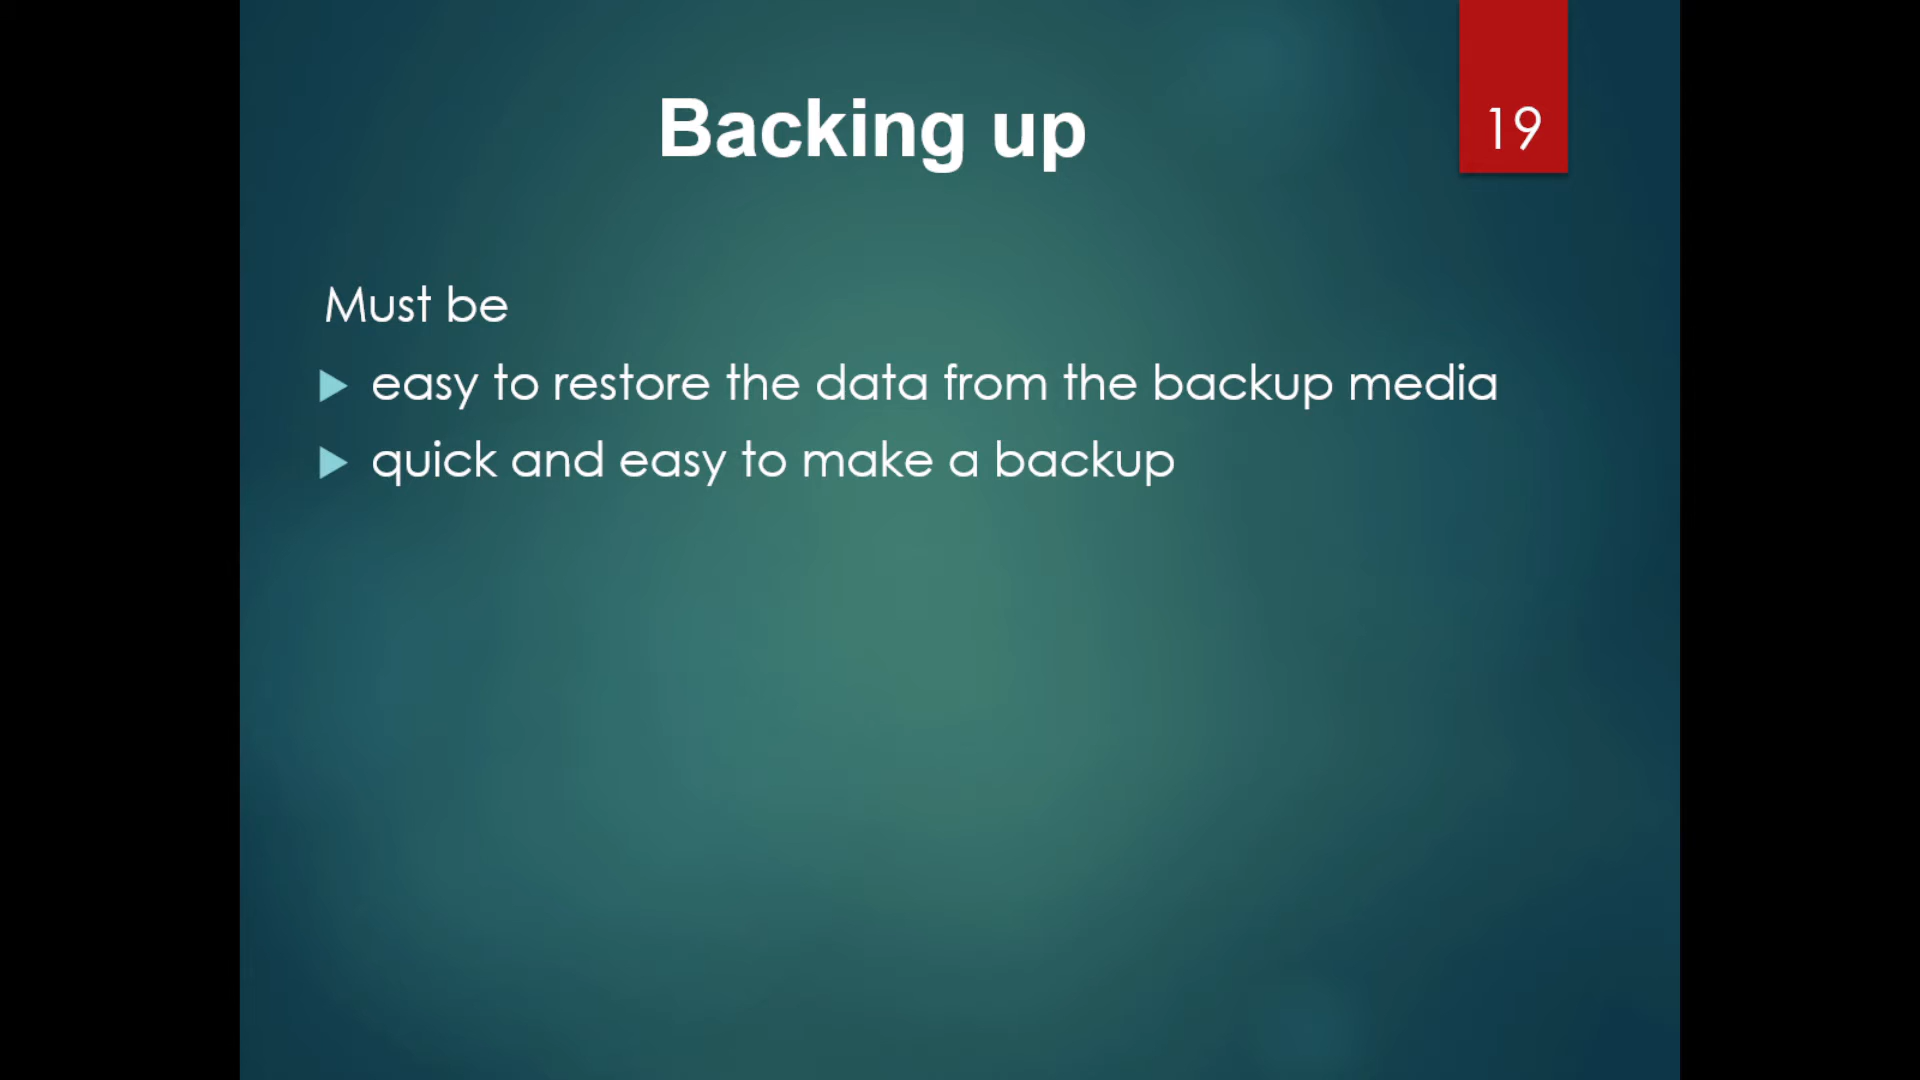 Backing up
19
Must be
easy to restore the data from the backup media
quick and easy to make a backup